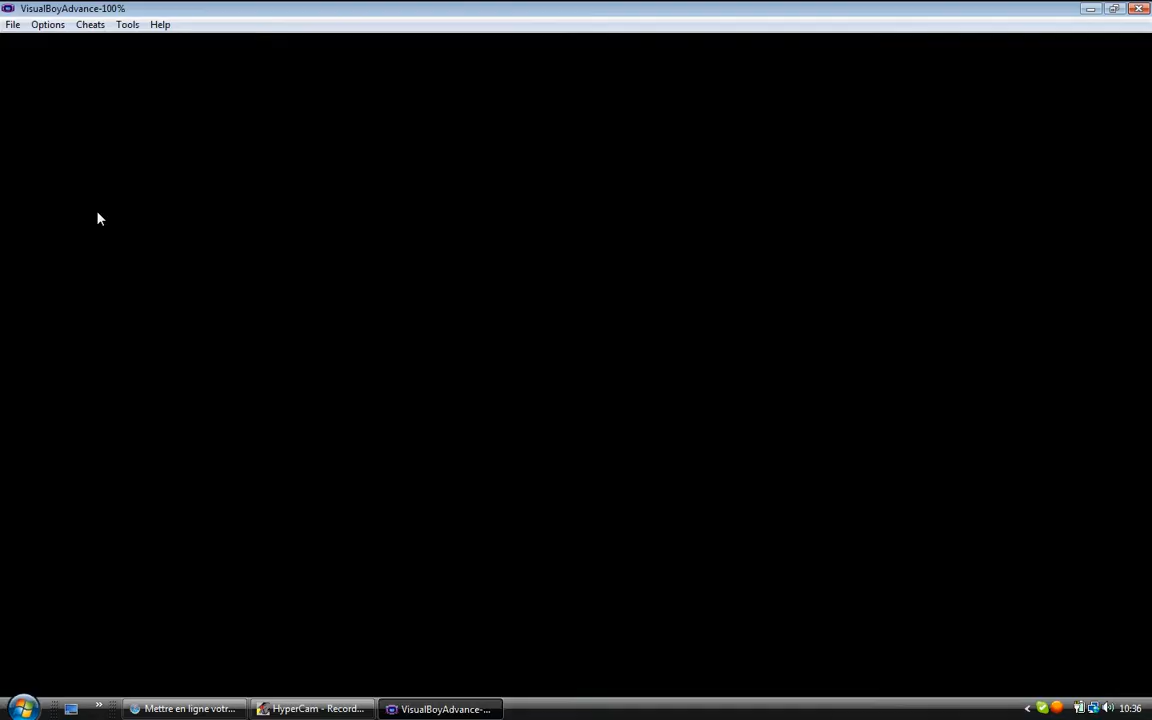 VisualBoyAdvance-100%
File Options Cheats Tools Help
» Mettre en ligne votr... HyperCam - Record... VisualBoyAdvance-... < 10:36